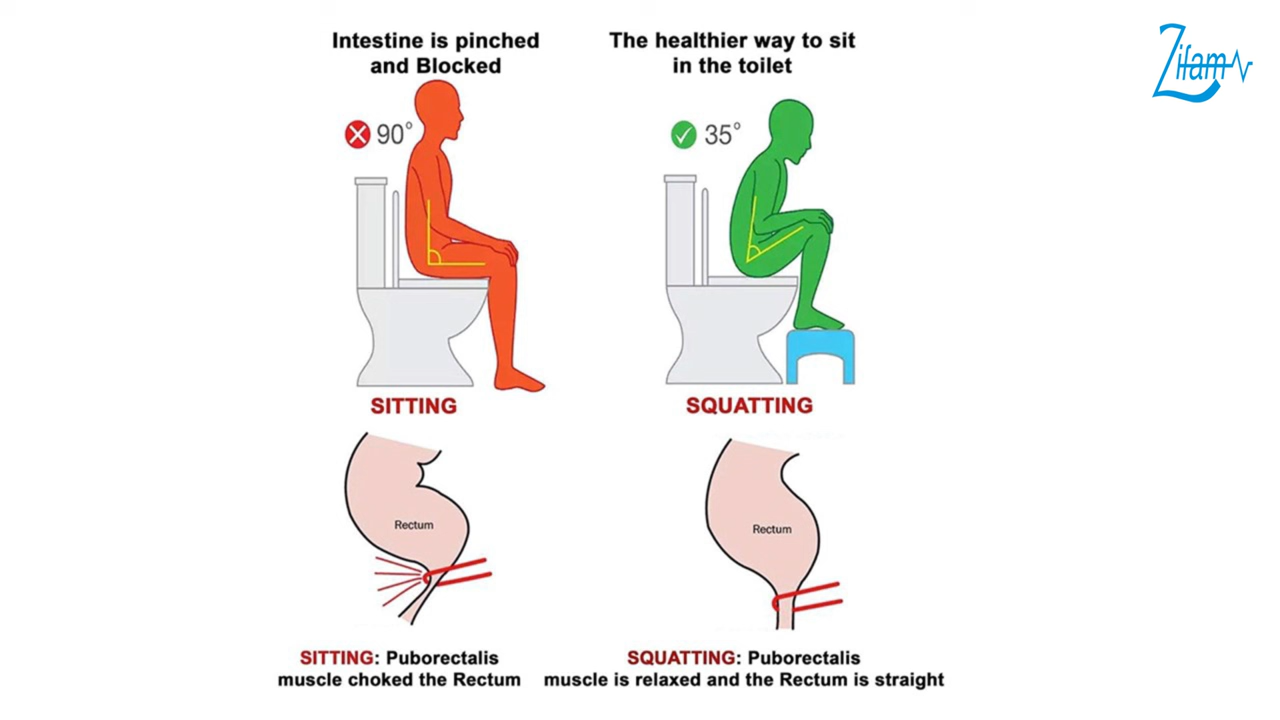 Intestine is pinched
and Blocked
The healthier way to sit
in the toilet
Zifam
90°
35°
SITTING
SQUATTING
Rectum
Rectum
SITTING: Puborectalis
muscle choked the Rectum
SQUATTING: Puborectalis
muscle is relaxed and the Rectum is straight